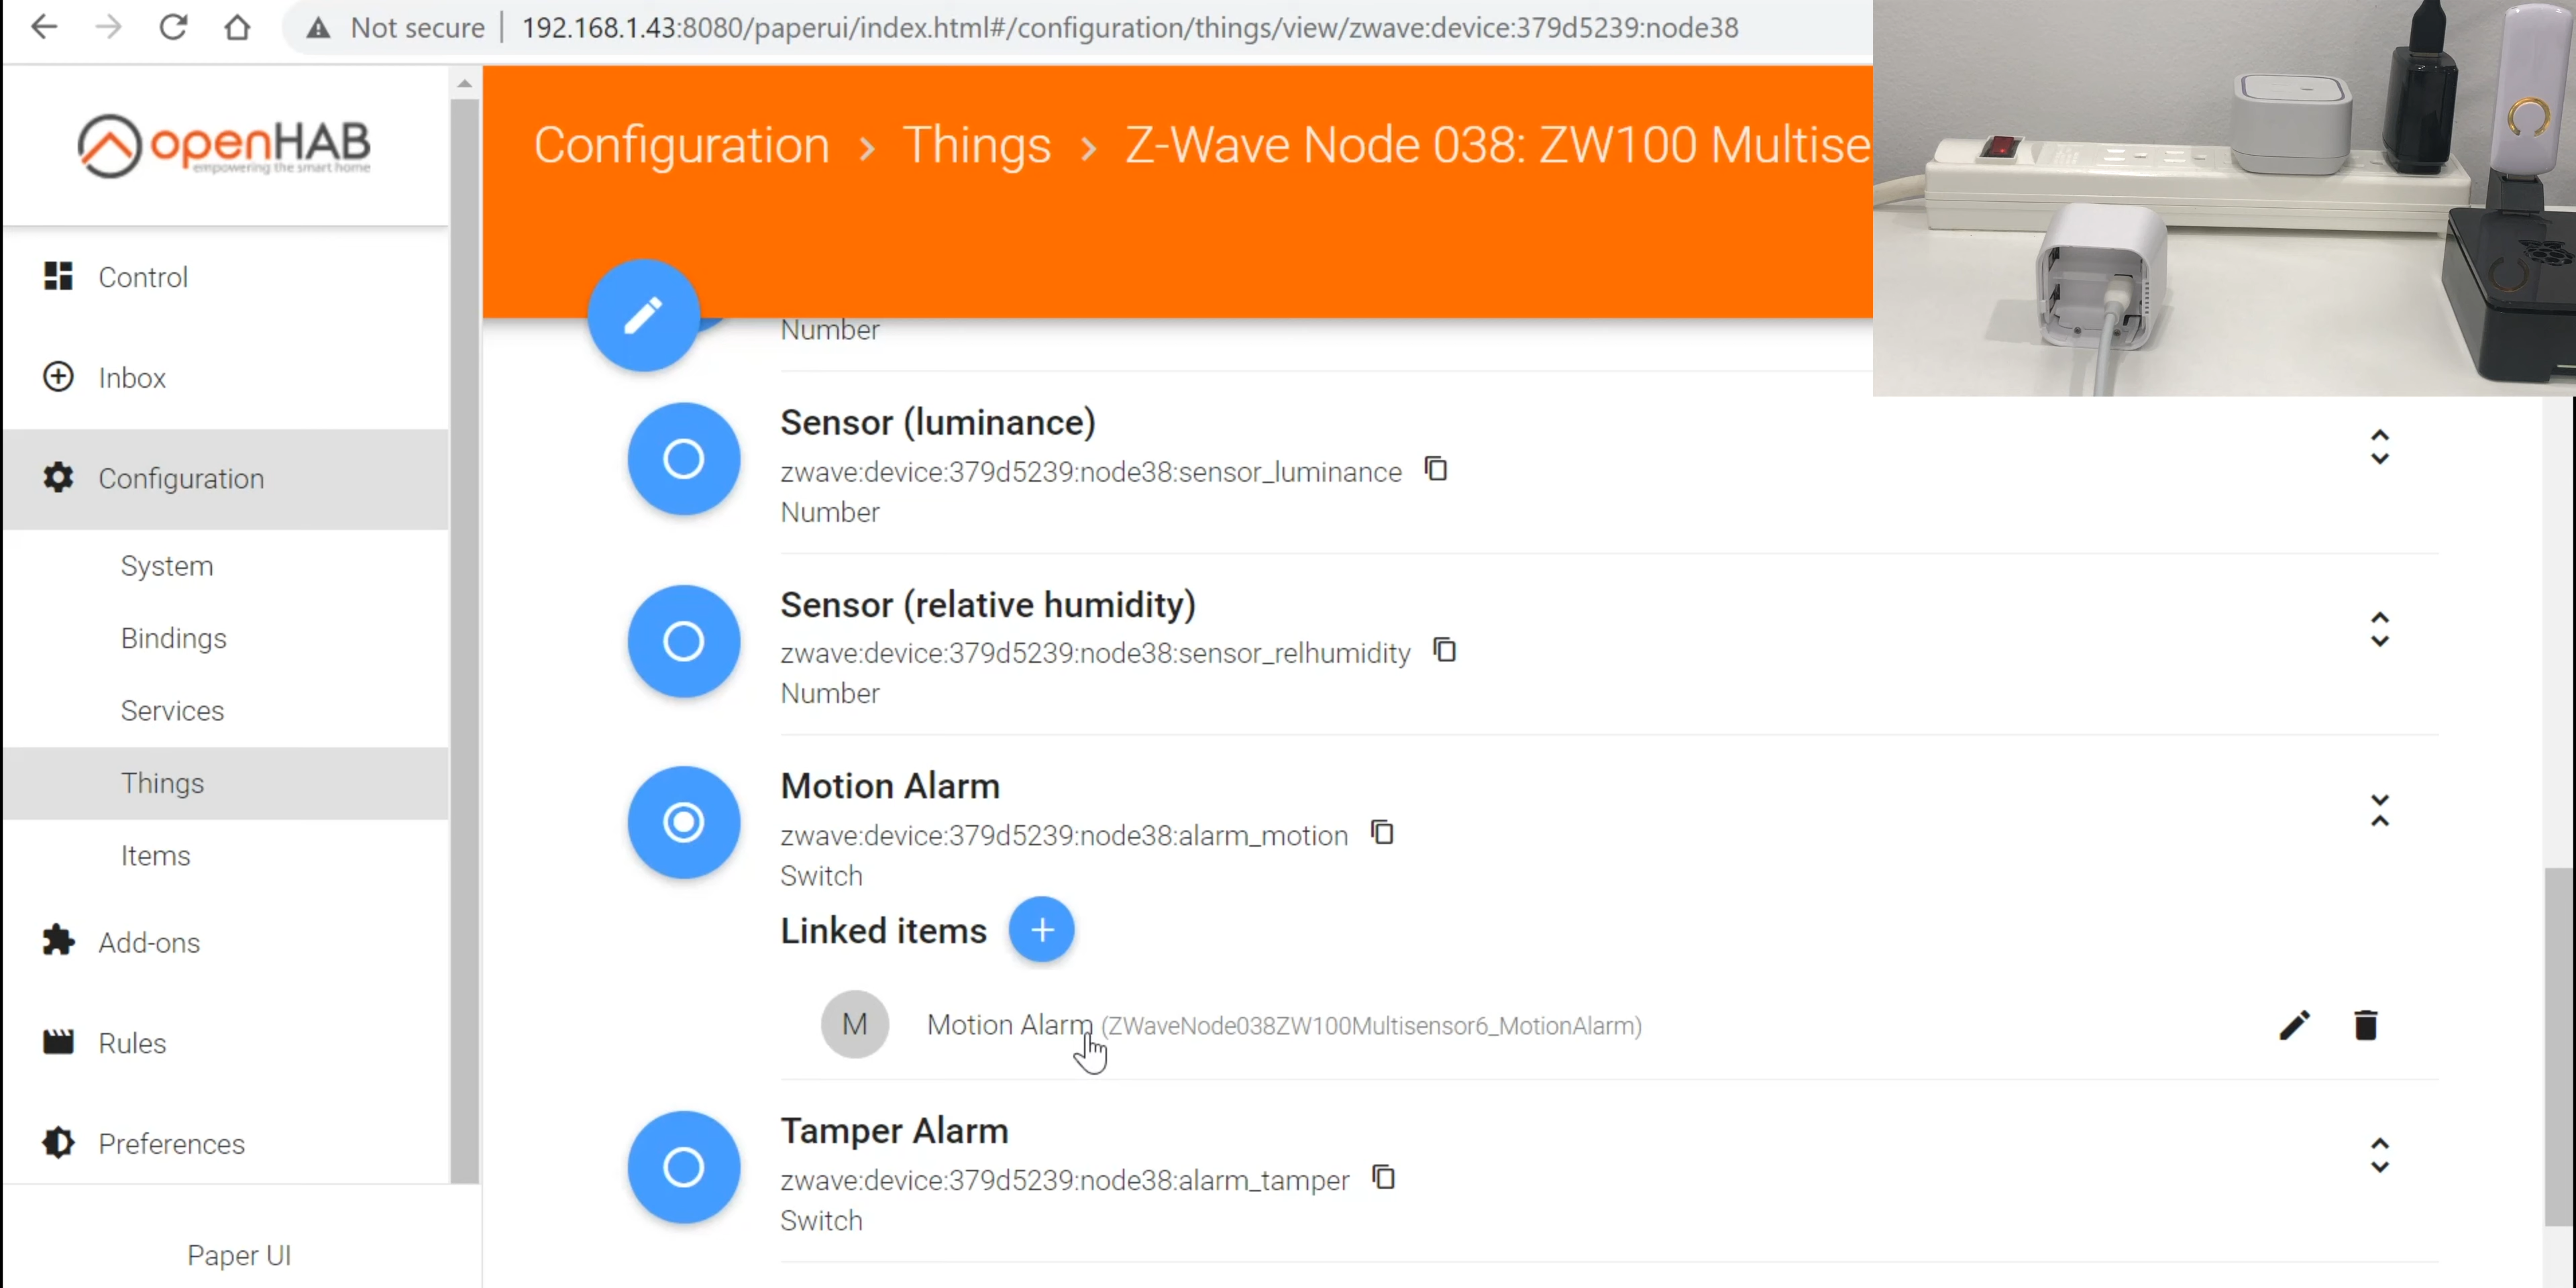 Not secure
192.168.1.43:8080/paperui/index.html#/configuration/things/view/zwave:device:379d5239:node38
openHAB
empowering the smart home
Control
Inbox
Configuration
System
Bindings
Services
Things
Items
Add-ons
Rules
Preferences
Paper UI
Configuration > Things > Z-Wave Node 038: ZW100 Multise
Number
Sensor (luminance)
zwave:device:379d5239:node38:sensor_luminance
Number
Sensor (relative humidity)
zwave:device:379d5239:node38:sensor_relhumidity
Number
Motion Alarm
zwave:device:379d5239:node38:alarm_motion
Switch
Linked items
M
Motion Alarm (ZWaveNode038ZW100Multisensor6_MotionAlarm)
Tamper Alarm
zwave:device:379d5239:node38:alarm_tamper
Switch